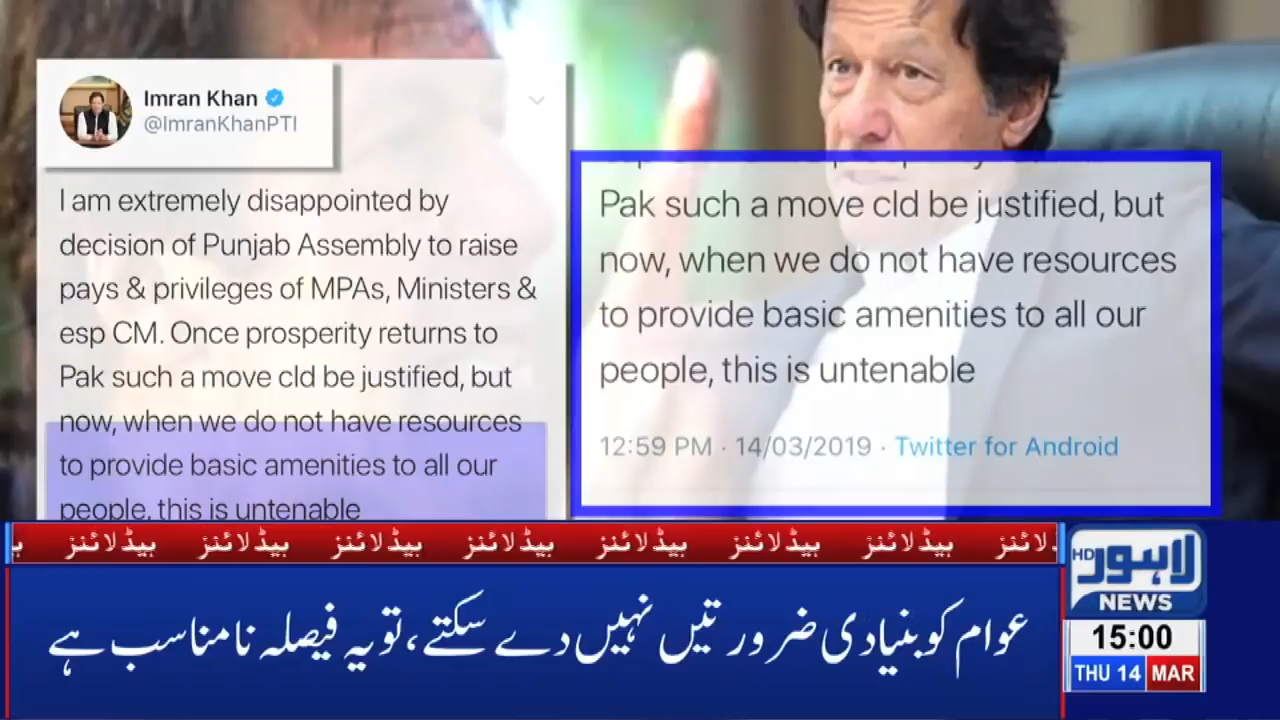 Imran Khan
@ImranKhanPTI
I am extremely disappointed by
decision of Punjab Assembly to raise
pays & privileges of MPAs, Ministers &
esp CM. Once prosperity returns to
Pak such a move cld be justified, but
now, when we do not have resources
to provide basic amenities to all our
people, this is untenable
Pak such a move cld be justified, but
now, when we do not have resources
to provide basic amenities to all our
people, this is untenable
12:59 PM · 14/03/2019 · Twitter for Android
ہیڈلائنز ہیڈلائنز ہیڈلائنز ہیڈلائنز ہیڈلائنز ہیڈلائنز ہیڈلائنز
عوام کو بنیادی ضرورتیں نہیں دے سکتے، تو یہ فیصلہ نامناسب ہے
لاہور HD
NEWS
15:00
THU 14 MAR